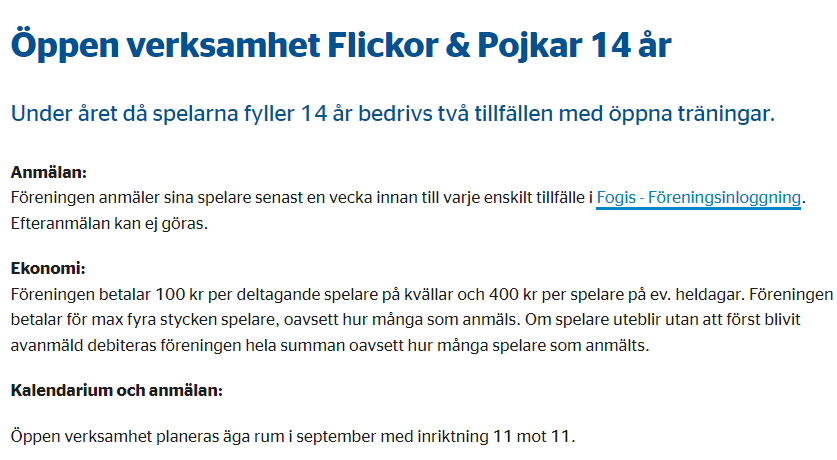 Öppen verksamhet Flickor & Pojkar 14 år
Under året då spelarna fyller 14 år bedrivs två tillfällen med öppna träningar.
Anmälan:
Föreningen anmäler sina spelare senast en vecka innan till varje enskilt tillfälle i Fogis - Föreningsinloggning.
Efteranmälan kan ej göras.
Ekonomi:
Föreningen betalar 100 kr per deltagande spelare på kvällar och 400 kr per spelare på ev. heldagar. Föreningen
betalar för max fyra stycken spelare, oavsett hur många som anmäls. Om spelare uteblir utan att först blivit
avanmäld debiteras föreningen hela summan oavsett hur många spelare som anmälts.
Kalendarium och anmälan:
Öppen verksamhet planeras äga rum i september med inriktning 11 mot 11.